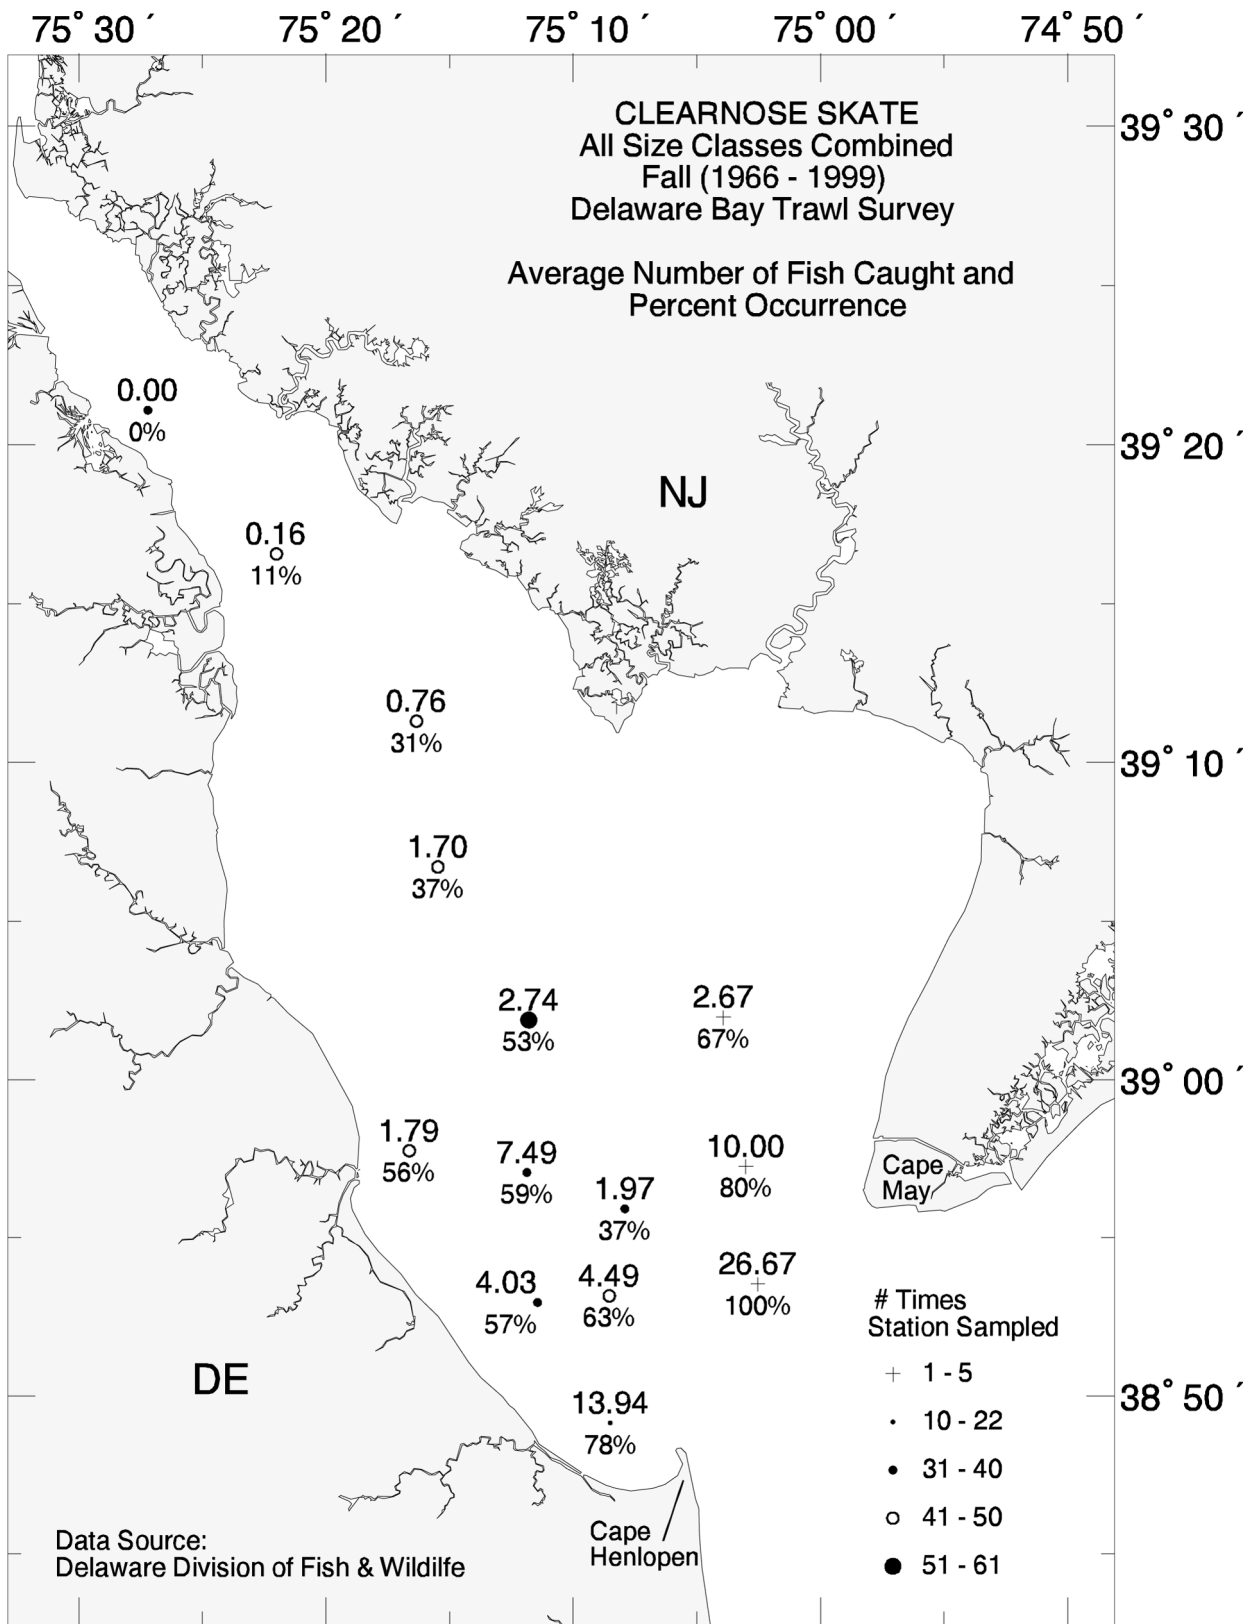 75° 30 ´ 75° 20 ´ 75° 10 ´ 75° 00 ´ 74° 50 ´
CLEARNOSE SKATE
All Size Classes Combined
Fall (1966 - 1999)
Delaware Bay Trawl Survey
Average Number of Fish Caught and
Percent Occurrence
39° 30 ´
0.00
0%
39° 20 ´
NJ
0.16
11%
0.76
31%
39° 10 ´
1.70
37%
2.74
53%
2.67
67%
39° 00 ´
1.79
56%
7.49
59%
1.97
37%
10.00
80%
Cape
May
4.03
57%
4.49
63%
26.67
100%
DE
13.94
78%
38° 50 ´
# Times
Station Sampled
1 - 5
10 - 22
31 - 40
41 - 50
51 - 61
Cape
Henlopen
Data Source:
Delaware Division of Fish & Wildilfe